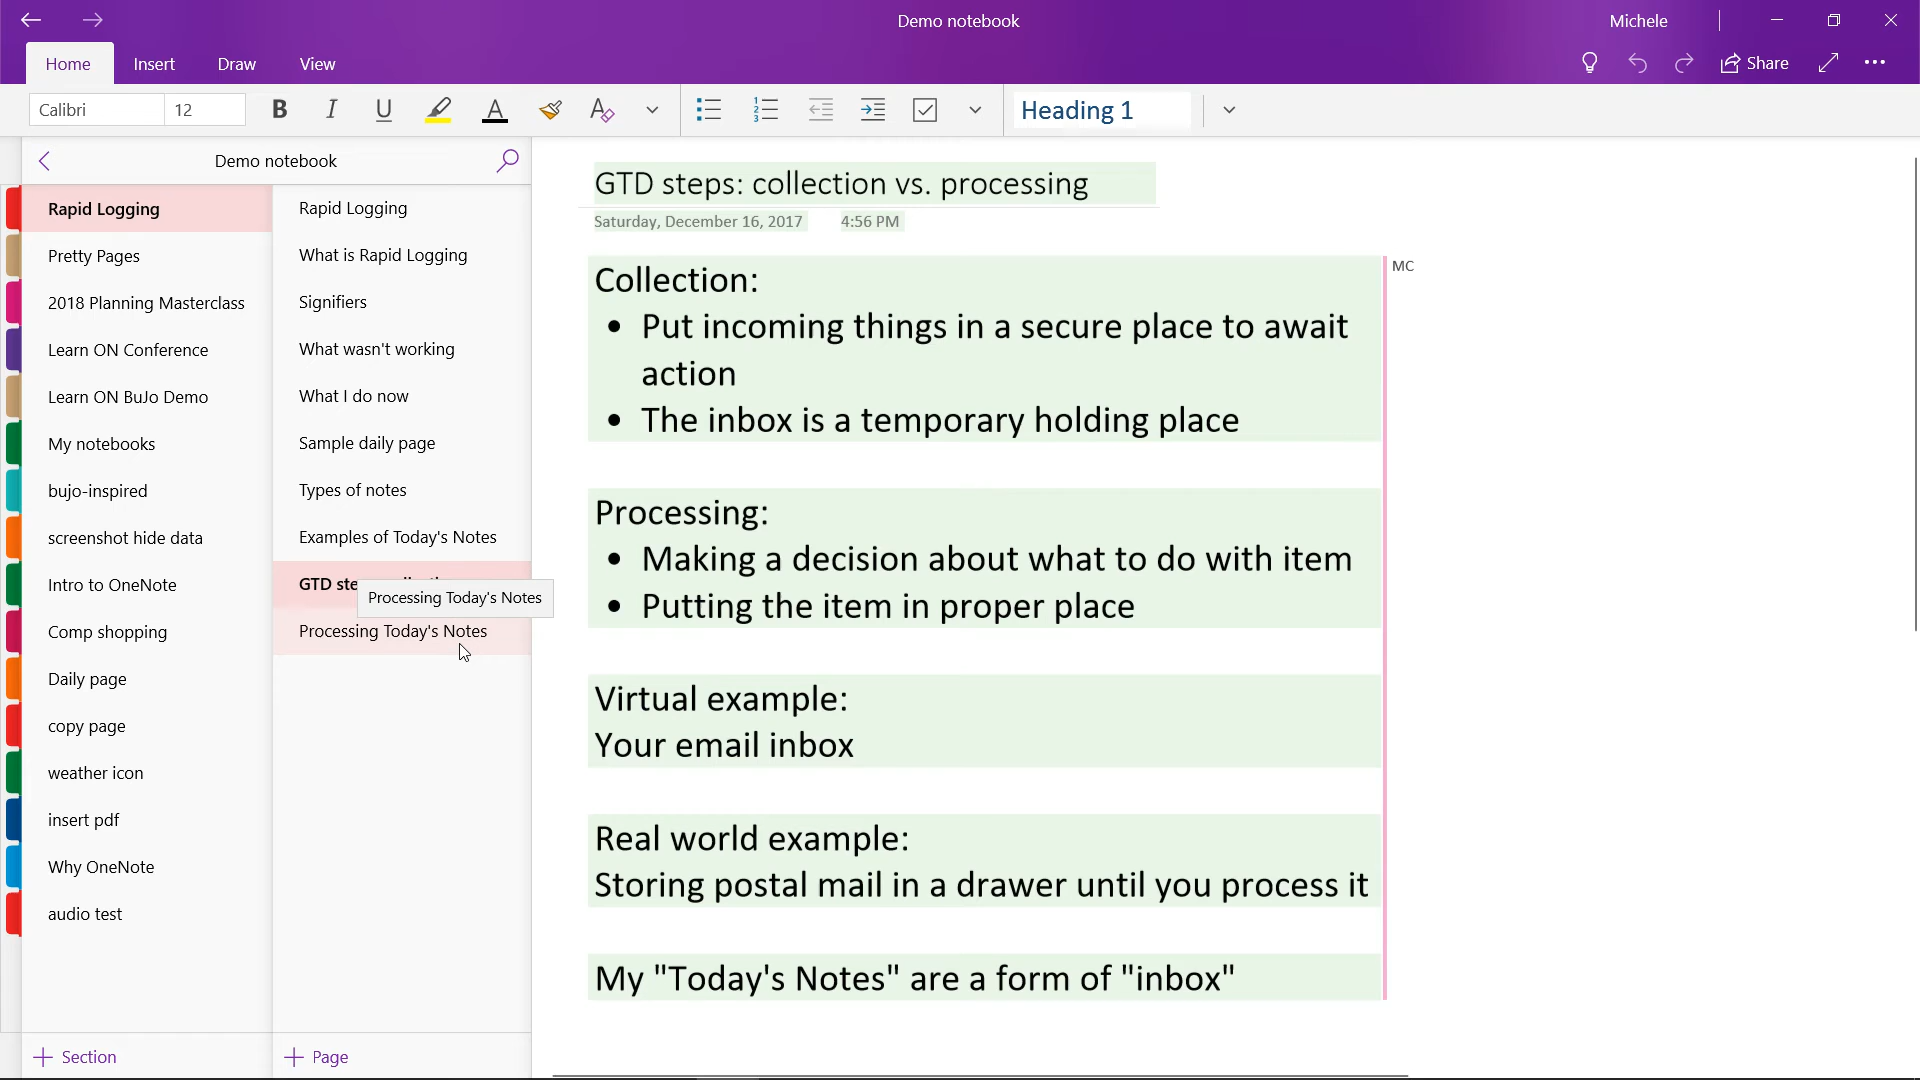 Demo notebook
Michele
Home
Insert
Draw
View
Share
Calibri
12
B
I
U
A
A
1
2
3
Heading 1
Demo notebook
Rapid Logging
Pretty Pages
2018 Planning Masterclass
Learn ON Conference
Learn ON BuJo Demo
My notebooks
bujo-inspired
screenshot hide data
Intro to OneNote
Comp shopping
Daily page
copy page
weather icon
insert pdf
Why OneNote
audio test
Section
Rapid Logging
What is Rapid Logging
Signifiers
What wasn't working
What I do now
Sample daily page
Types of notes
Examples of Today's Notes
GTD ste
Processing Today's Notes
Processing Today's Notes
Page
GTD steps: collection vs. processing
Saturday, December 16, 2017 4:56 PM
Collection:
• Put incoming things in a secure place to await
action
• The inbox is a temporary holding place
MC
Processing:
• Making a decision about what to do with item
• Putting the item in proper place
Virtual example:
Your email inbox
Real world example:
Storing postal mail in a drawer until you process it
My "Today's Notes" are a form of "inbox"